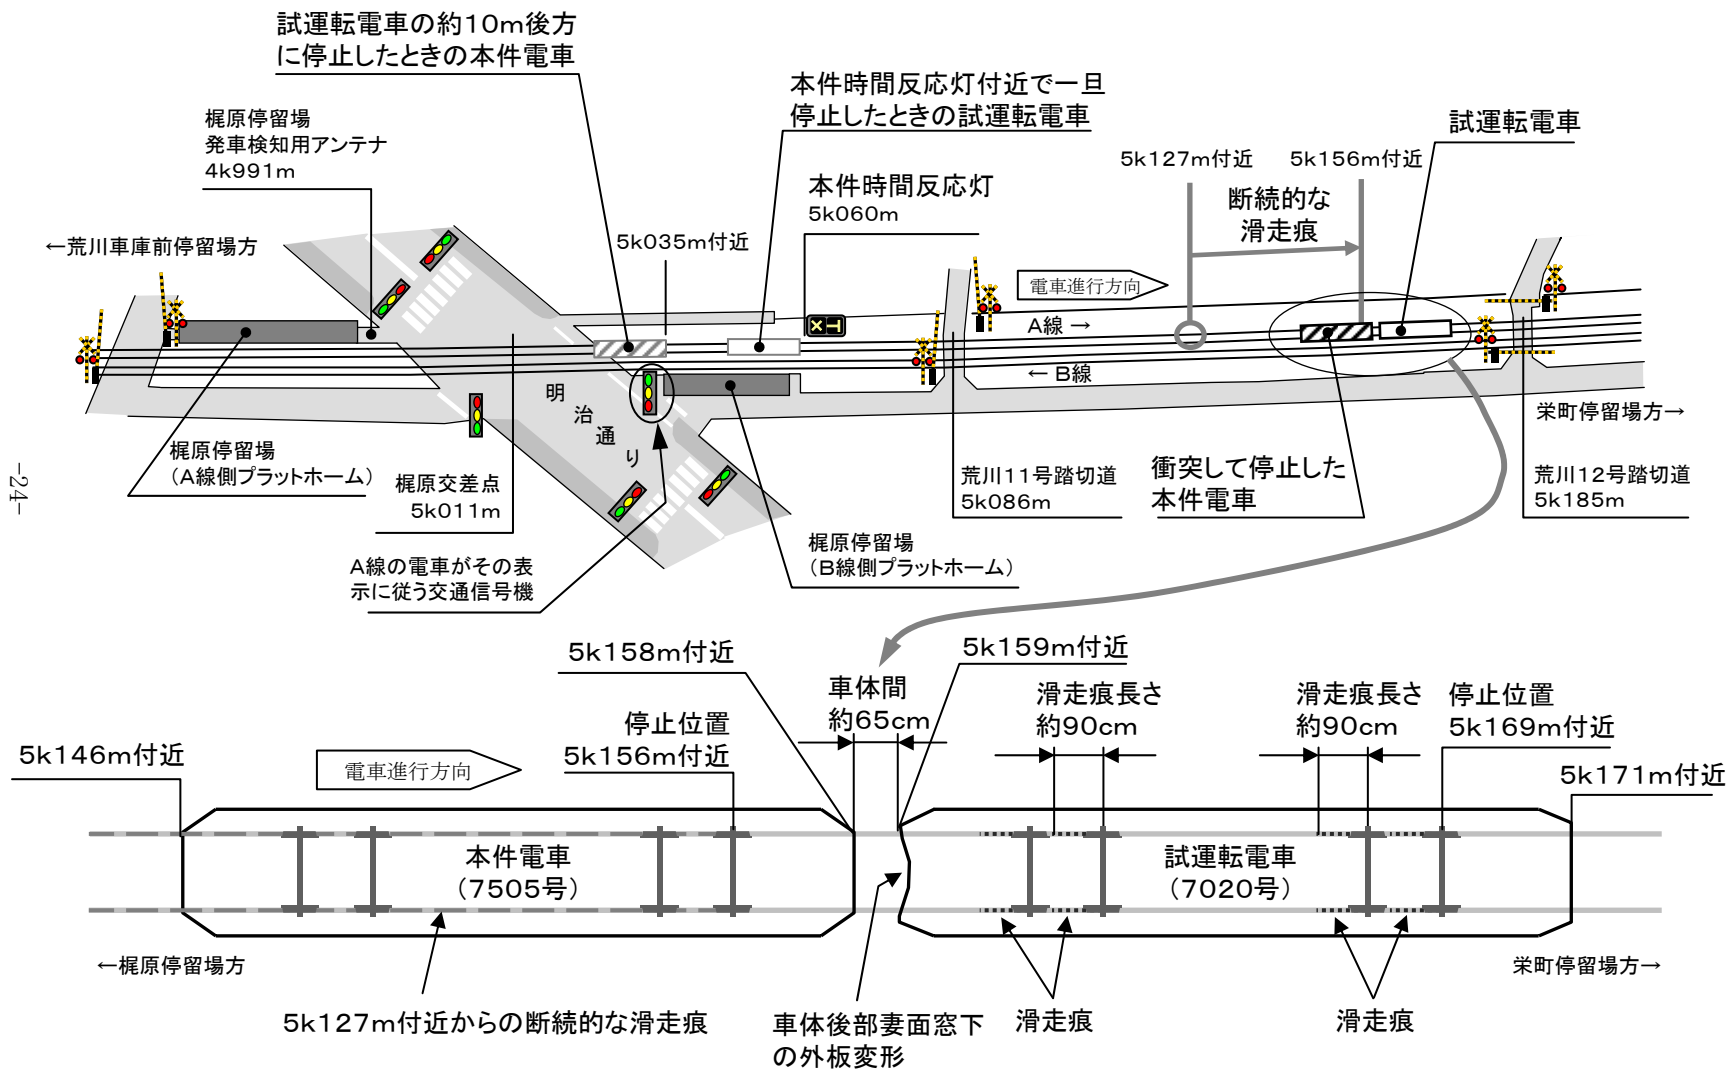 試運転電車の約10m後方
に停止したときの本件電車
本件時間反応灯付近で一旦
停止したときの試運転電車
梶原停留場
発車検知用アンテナ
4k991m
試運転電車
5k127m付近
5k156m付近
本件時間反応灯
5k060m
断続的な
滑走痕
←荒川車庫前停留場方
5k035m付近
電車進行方向
A線→
←B線
明治通り
栄町停留場方→
梶原停留場
（A線側プラットホーム）
梶原交差点
5k011m
荒川11号踏切道
5k086m
衝突して停止した
本件電車
荒川12号踏切道
5k185m
梶原停留場
（B線側プラットホーム）
A線の電車がその表
示に従う交通信号機
-24-
5k158m付近
5k159m付近
車体間
約65cm
滑走痕長さ
約90cm
滑走痕長さ
約90cm
停止位置
5k169m付近
停止位置
5k156m付近
5k146m付近
電車進行方向
5k171m付近
本件電車
（7505号）
試運転電車
（7020号）
←梶原停留場方
栄町停留場方→
5k127m付近からの断続的な滑走痕
車体後部妻面窓下
の外板変形
滑走痕
滑走痕